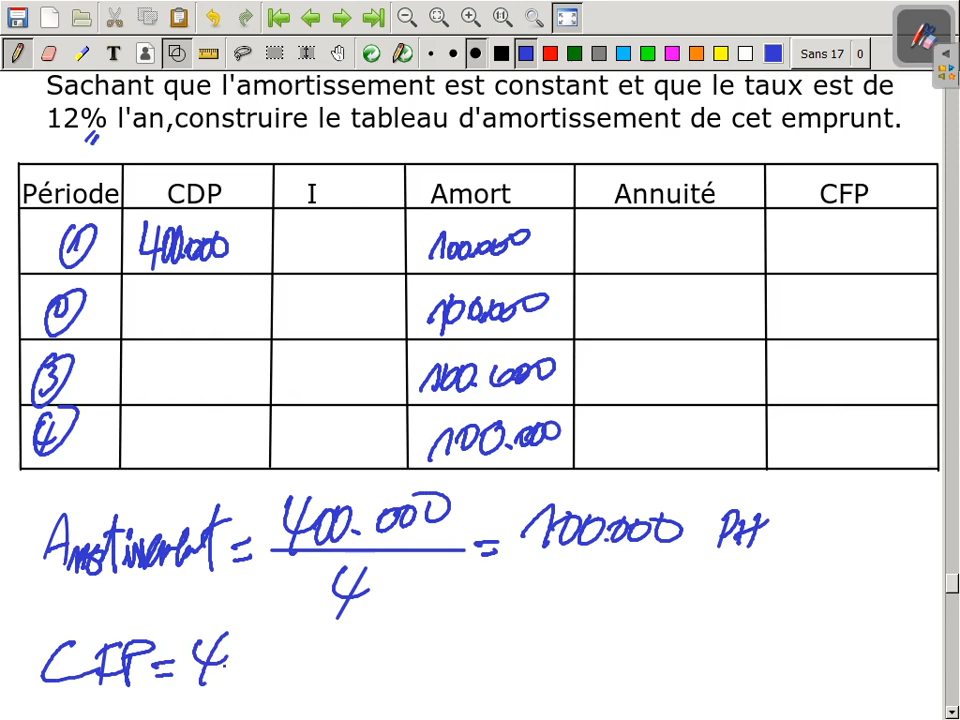 Sans 17 0
Sachant que l'amortissement est constant et que le taux est de
12% l'an,construire le tableau d'amortissement de cet emprunt.
Période CDP I Amort Annuité CFP
1 400.000 100.000
2 100.000
3 100.000
4 100.000
Amortissement = 400.000 / 4 = 100.000 DH
CFP = 4